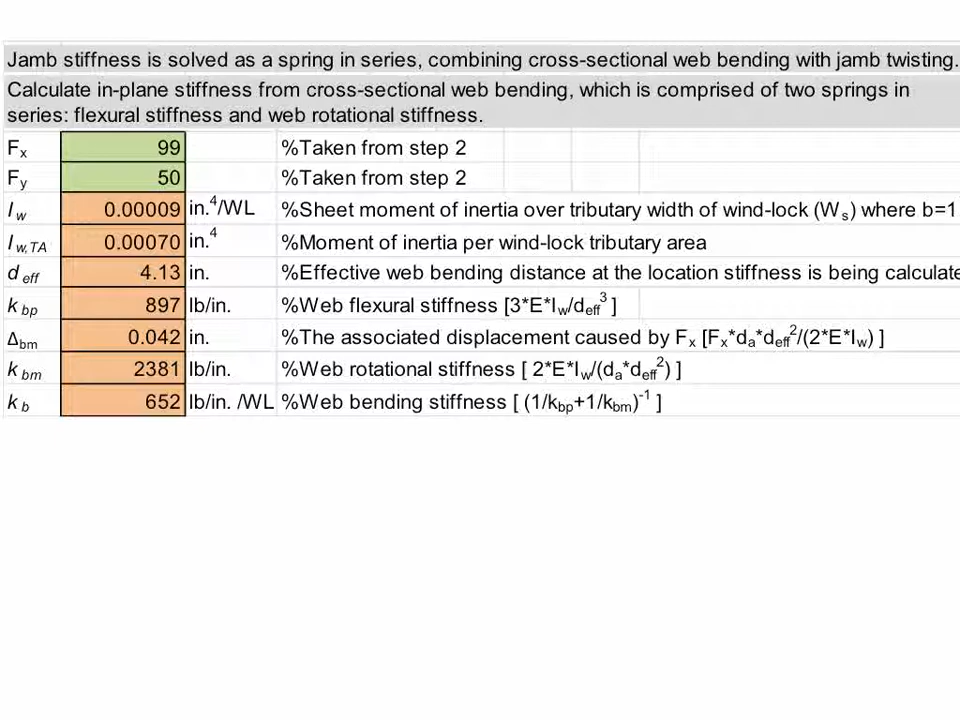 Jamb stiffness is solved as a spring in series, combining cross-sectional web bending with jamb twisting.
Calculate in-plane stiffness from cross-sectional web bending, which is comprised of two springs in
series: flexural stiffness and web rotational stiffness.
Fx 99 %Taken from step 2
Fy 50 %Taken from step 2
Iw 0.00009 in.4/WL %Sheet moment of inertia over tributary width of wind-lock (Ws) where b=1
Iw,TA 0.00070 in.4 %Moment of inertia per wind-lock tributary area
deff 4.13 in. %Effective web bending distance at the location stiffness is being calculate
kbp 897 lb/in. %Web flexural stiffness [3*E*Iw/deff3 ]
Δbm 0.042 in. %The associated displacement caused by Fx [Fx*da*deff2/(2*E*Iw) ]
kbm 2381 lb/in. %Web rotational stiffness [ 2*E*Iw/(da*deff2) ]
kb 652 lb/in. /WL %Web bending stiffness [ (1/kbp+1/kbm)-1 ]